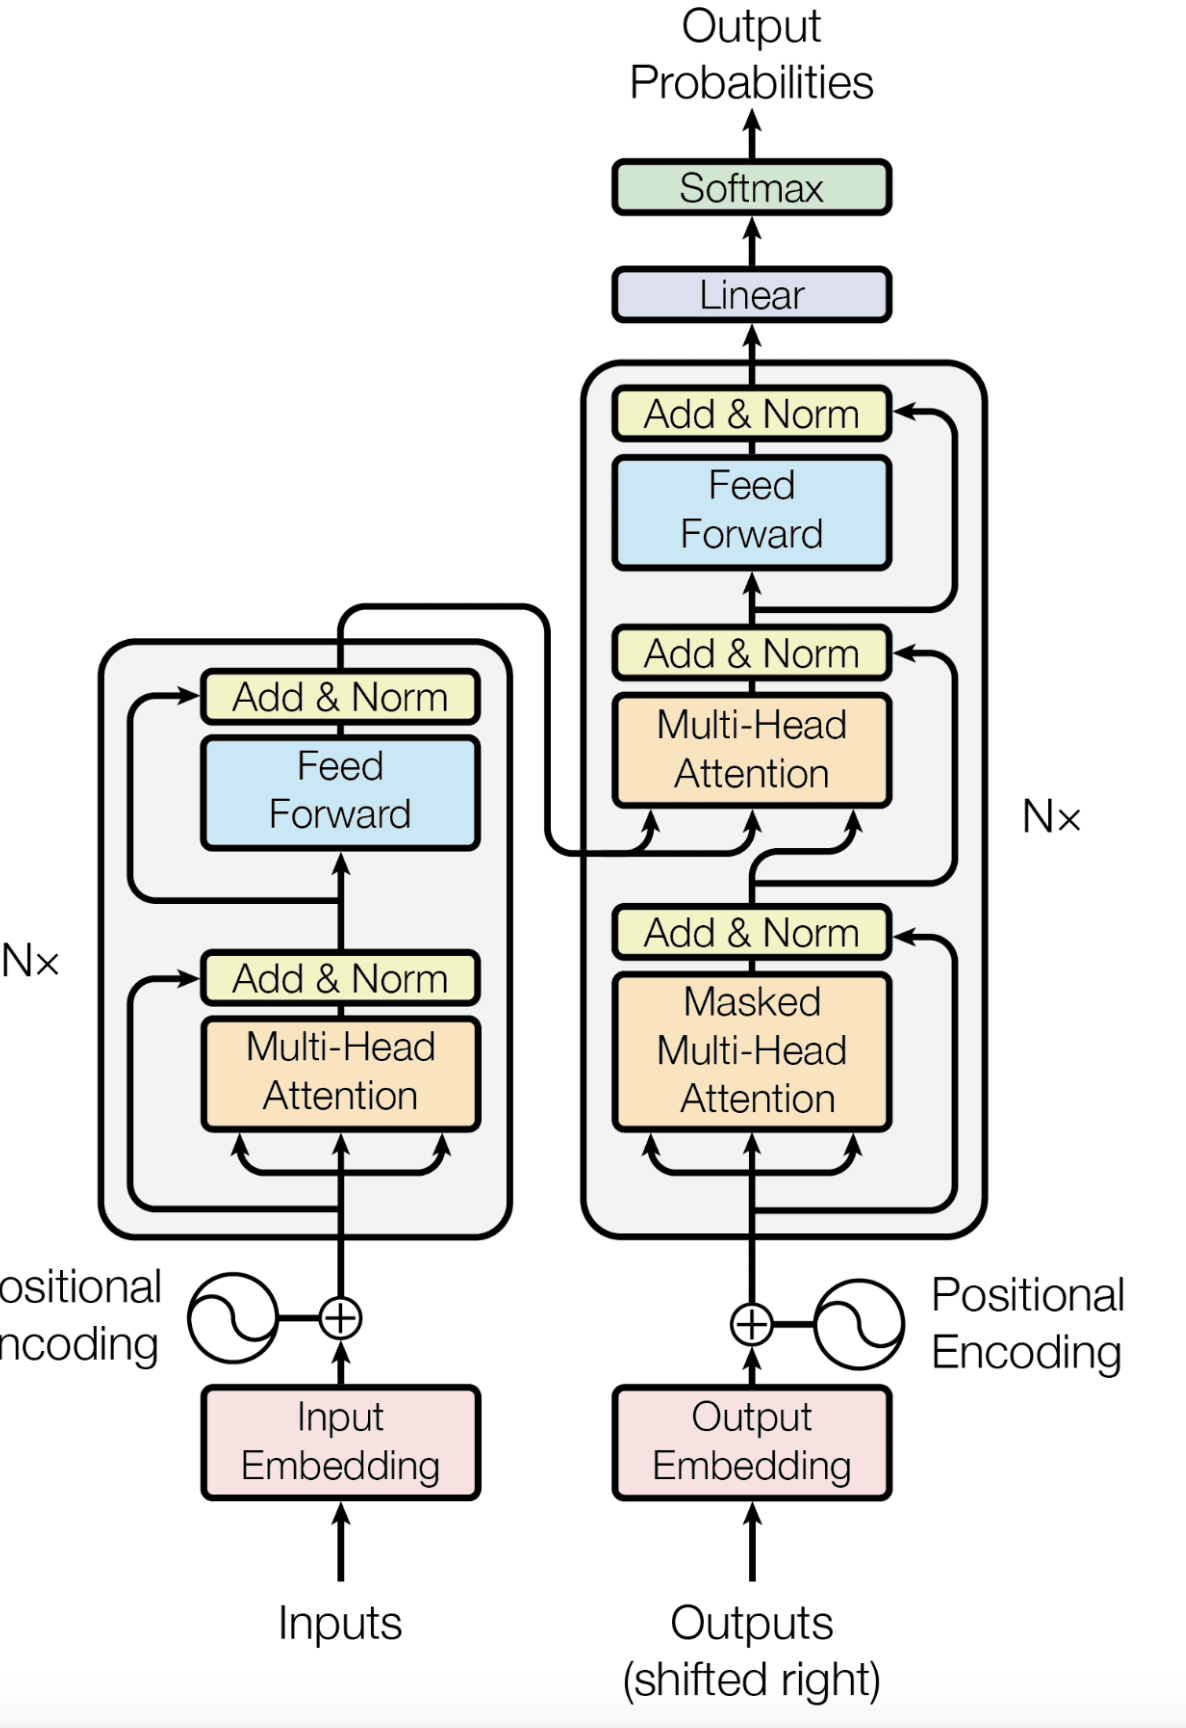 Output
Probabilities
Softmax
Linear
Add & Norm
Feed
Forward
Add & Norm
Multi-Head
Attention
Nx
Add & Norm
Masked
Multi-Head
Attention
Add & Norm
Feed
Forward
Nx
Add & Norm
Multi-Head
Attention
ositional
ncoding
Positional
Encoding
Input
Embedding
Output
Embedding
Inputs
Outputs
(shifted right)